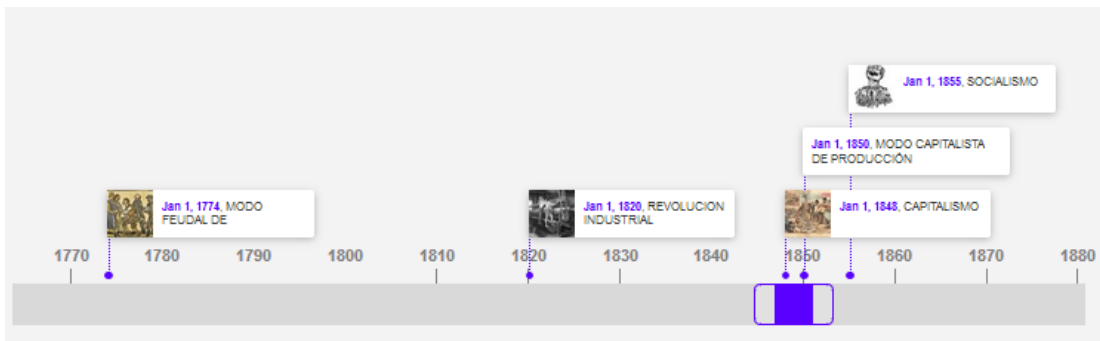 Jan 1, 1855, SOCIALISMO
Jan 1, 1850, MODO CAPITALISTA
DE PRODUCCIÓN
Jan 1, 1774, MODO
FEUDAL DE
Jan 1, 1820, REVOLUCION
INDUSTRIAL
Jan 1, 1848, CAPITALISMO
1770 1780 1790 1800 1810 1820 1830 1840 1850 1860 1870 1880